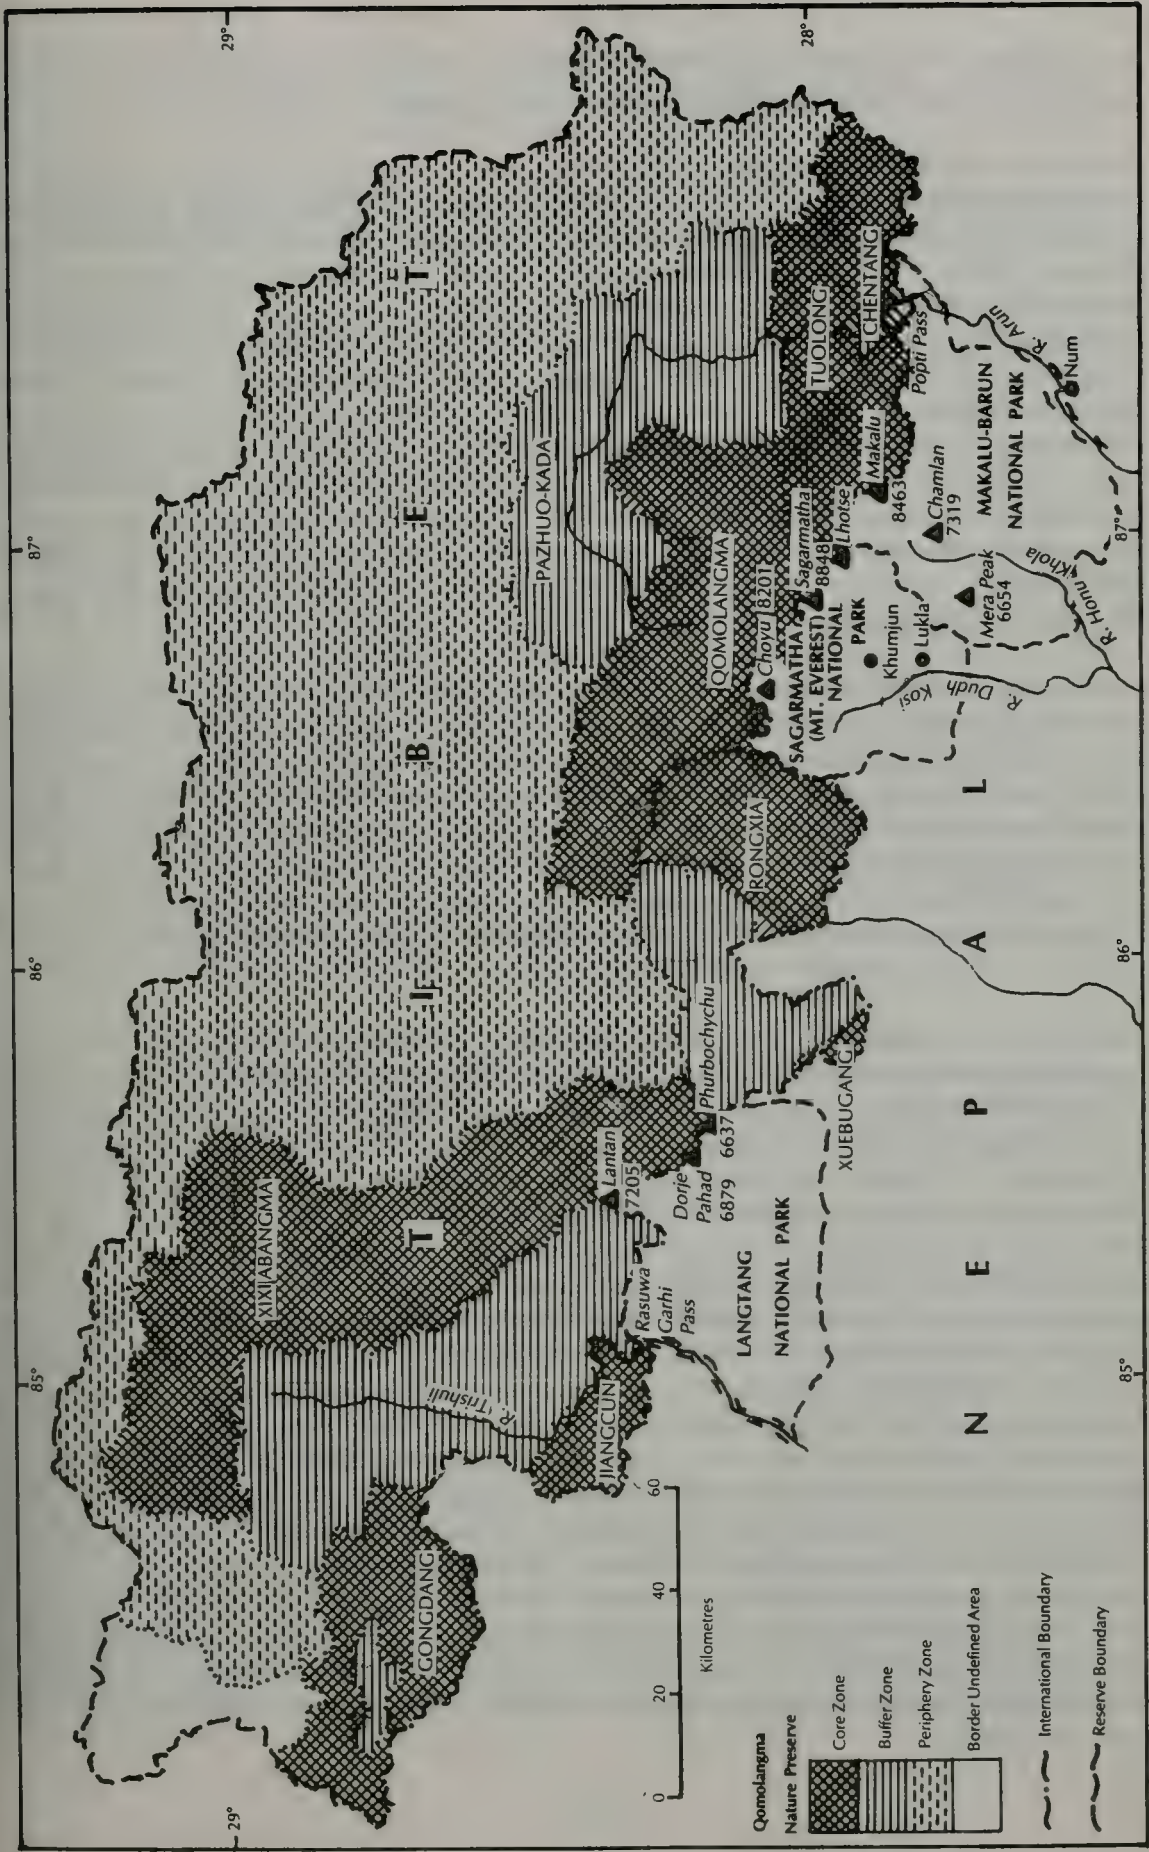 85°
86°
87°
29°
29°
28°
T I B E T
XIXIABANGMA
GONGDANG
JIANGCUN
R. Trishuli
PAZHUO-KADA
QOMOLANGMA
RONGXIA
TUOLONG
CHENTANG
XUEBUGANG
Lantan
7205
Dorje
Pahad
6879
Phurbochychu
6637
Rasuwa
Garhi
Pass
LANGTANG
NATIONAL PARK
Choyu 8201
Sagarmatha
8848
SAGARMATHA
(MT. EVEREST)
NATIONAL
PARK
Lhotse
Makalu
8463
Khumjun
Lukla
Chamlan
7319
Mera Peak
6654
Popti Pass
MAKALU-BARUN
NATIONAL PARK
R. Arun
Num
R. Dudh Kosi
R. Honu Khola
N E P A L
85°
86°
87°
0 20 40 60
Kilometres
Qomolangma
Nature Preserve
Core Zone
Buffer Zone
Periphery Zone
Border Undefined Area
International Boundary
Reserve Boundary